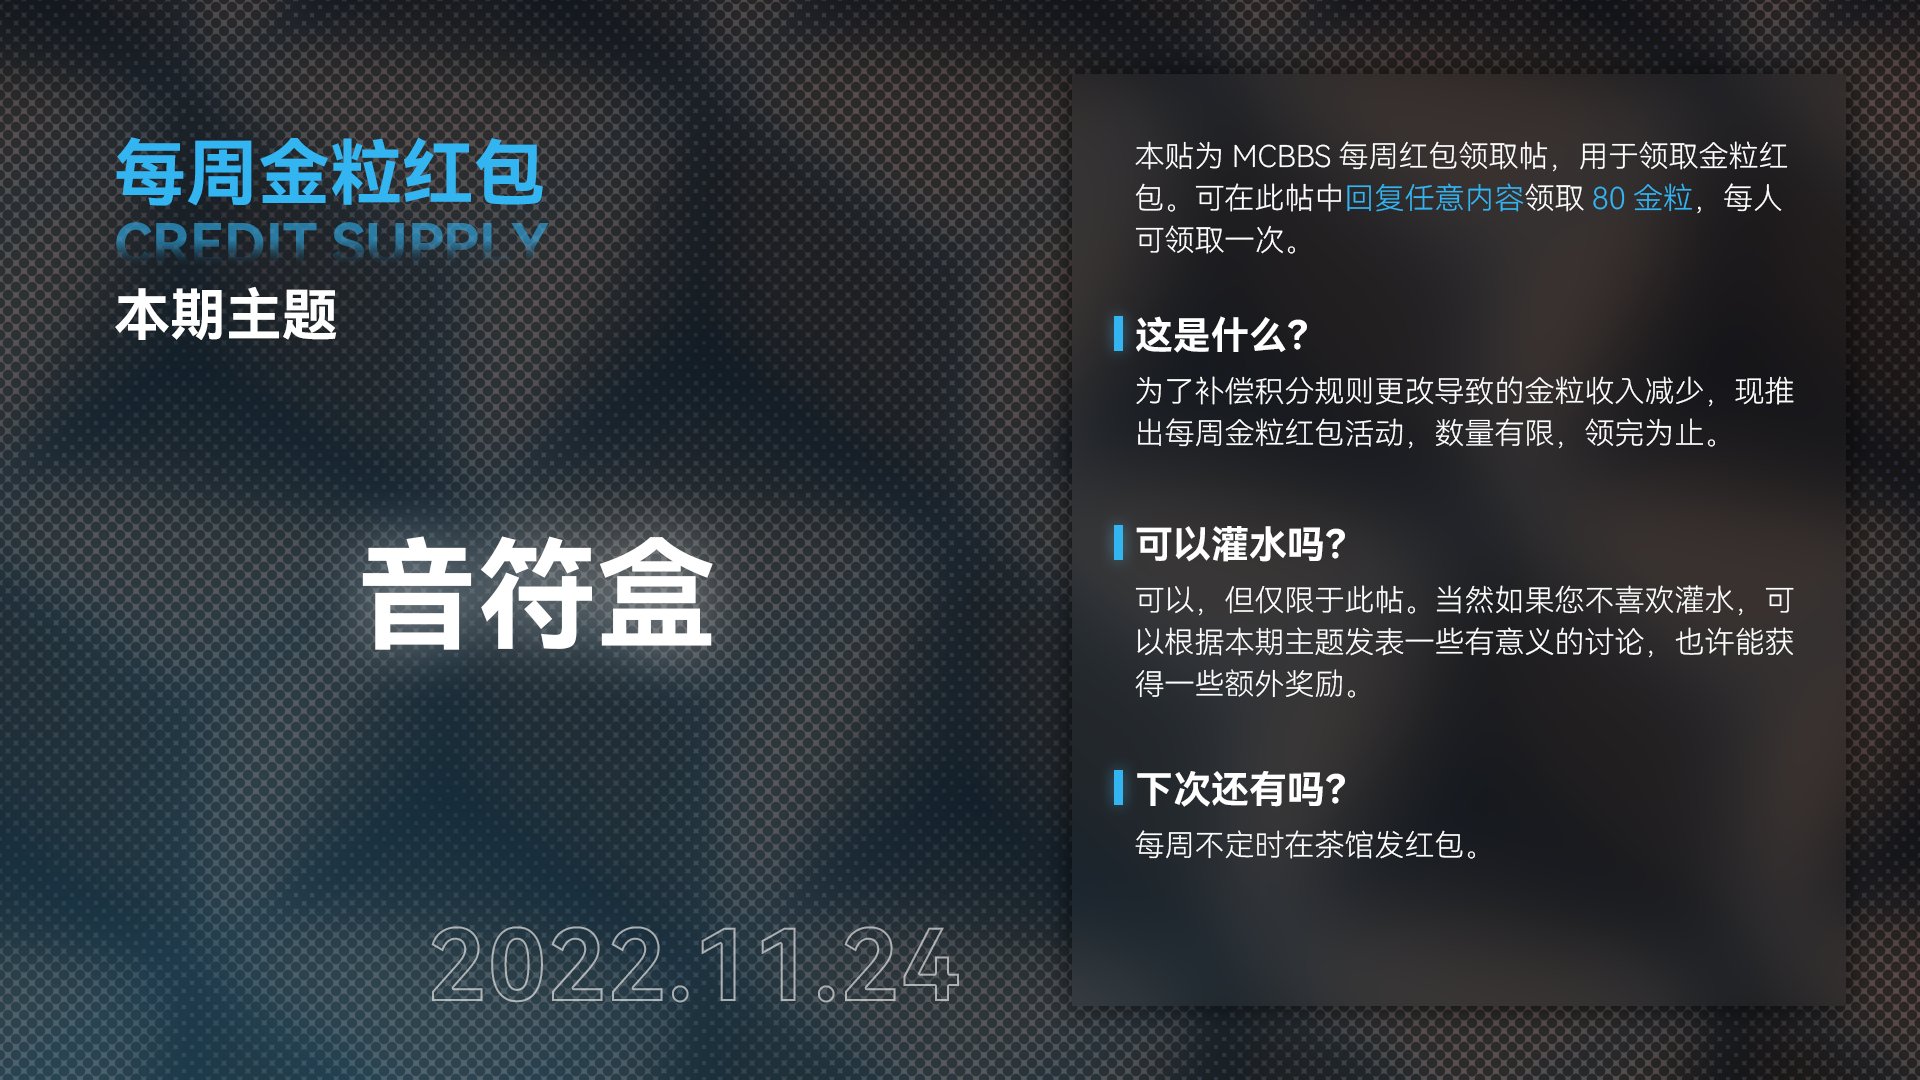 每周金粒红包
CREDIT SUPPLY
本期主题
音符盒
2022.11.24
本贴为 MCBBS 每周红包领取帖，用于领取金粒红
包。可在此帖中回复任意内容领取 80 金粒，每人
可领取一次。
这是什么？
为了补偿积分规则更改导致的金粒收入减少，现推
出每周金粒红包活动，数量有限，领完为止。
可以灌水吗？
可以，但仅限于此帖。当然如果您不喜欢灌水，可
以根据本期主题发表一些有意义的讨论，也许能获
得一些额外奖励。
下次还有吗？
每周不定时在茶馆发红包。